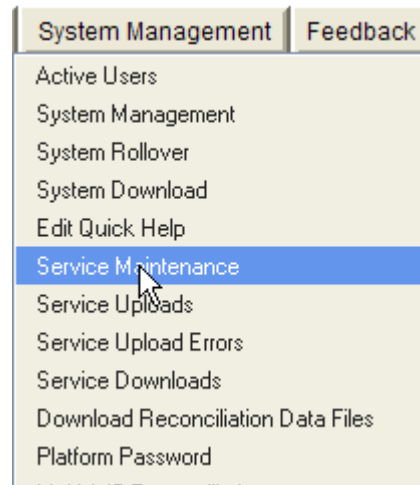 System Management Feedback
Active Users
System Management
System Rollover
System Download
Edit Quick Help
Service Maintenance
Service Uploads
Service Upload Errors
Service Downloads
Download Reconciliation Data Files
Platform Password